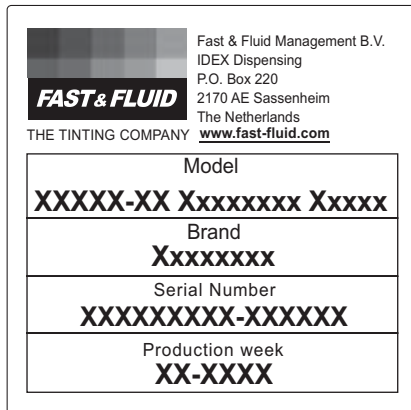 FAST & FLUID
THE TINTING COMPANY
Fast & Fluid Management B.V.
IDEX Dispensing
P.O. Box 220
2170 AE Sassenheim
The Netherlands
www.fast-fluid.com
Model
XXXXX-XX Xxxxxxxx Xxxxx
Brand
Xxxxxxxx
Serial Number
XXXXXXXXX-XXXXXX
Production week
XX-XXXX